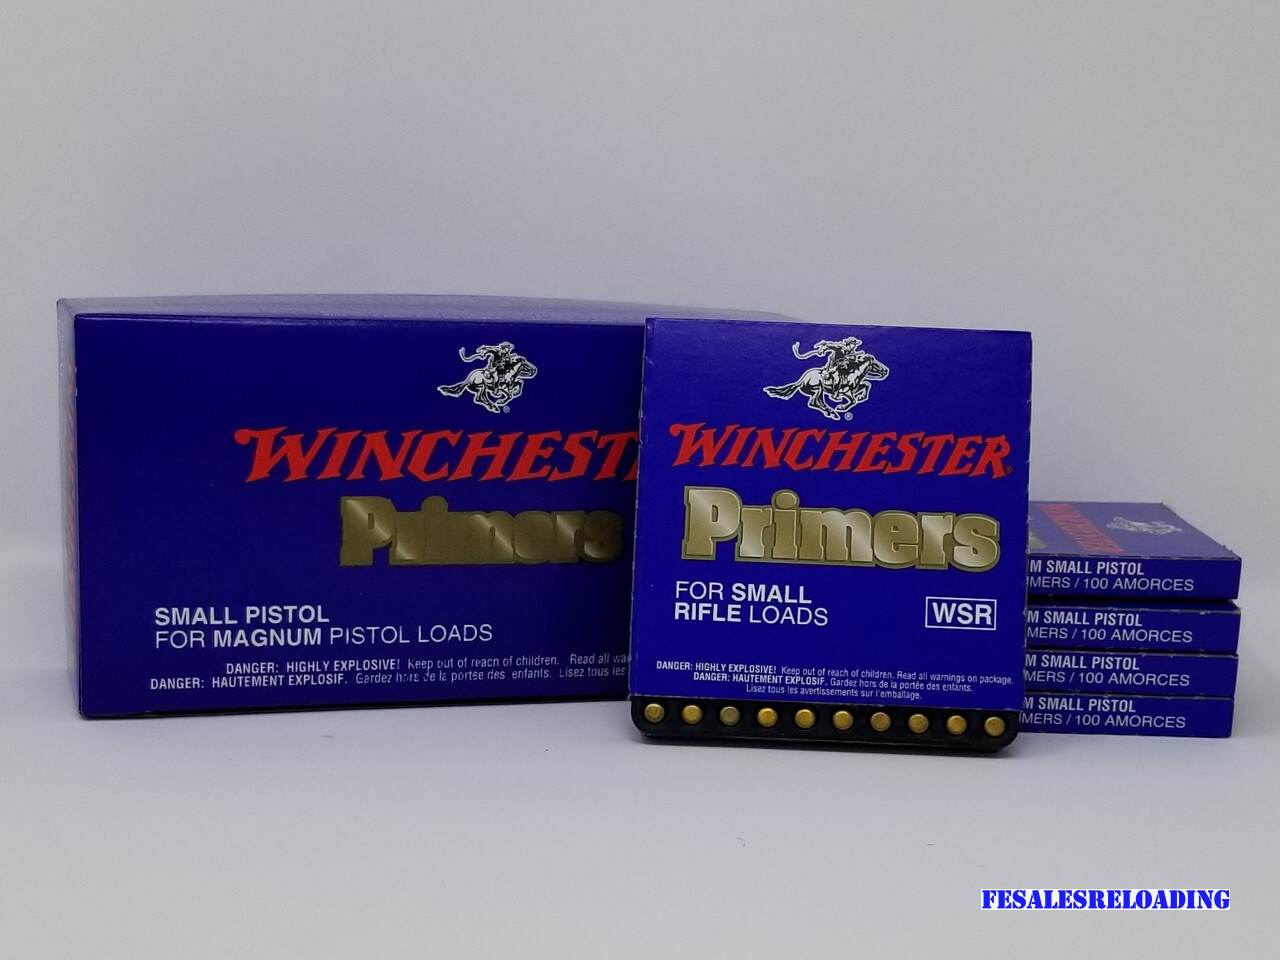 WINCHEST
Primers
SMALL PISTOL
FOR MAGNUM PISTOL LOADS
DANGER: HIGHLY EXPLOSIVE! Keep out of reach of children. Read all
DANGER: HAUTEMENT EXPLOSIF. Gardez hors de la portée des enfants. Lisez tous les
WINCHESTER
Primers
FOR SMALL
RIFLE LOADS
WSR
DANGER: HIGHLY EXPLOSIVE! Keep out of reach of children. Read all warnings on package.
DANGER: HAUTEMENT EXPLOSIF. Gardez hors de la portée des enfants.
Lisez tous les avertissements sur l'emballage.
WINCHESTER
M SMALL PISTOL
IMERS / 100 AMORCES
M SMALL PISTOL
MERS / 100 AMORCES
M SMALL PISTOL
MERS / 100 AMORCES
M SMALL PISTOL
IMERS / 100 AMORCES
FESALESRELOADING